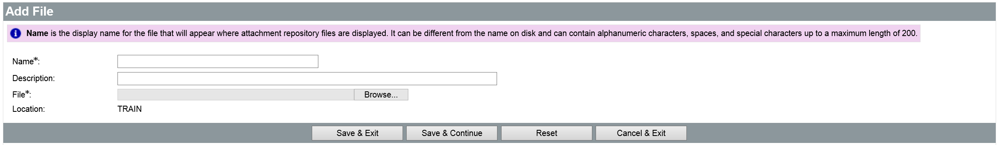 Add File
Name is the display name for the file that will appear where attachment repository files are displayed. It can be different from the name on disk and can contain alphanumeric characters, spaces, and special characters up to a maximum length of 200.
Name*:
Description:
File*: Browse...
Location: TRAIN
Save & Exit Save & Continue Reset Cancel & Exit